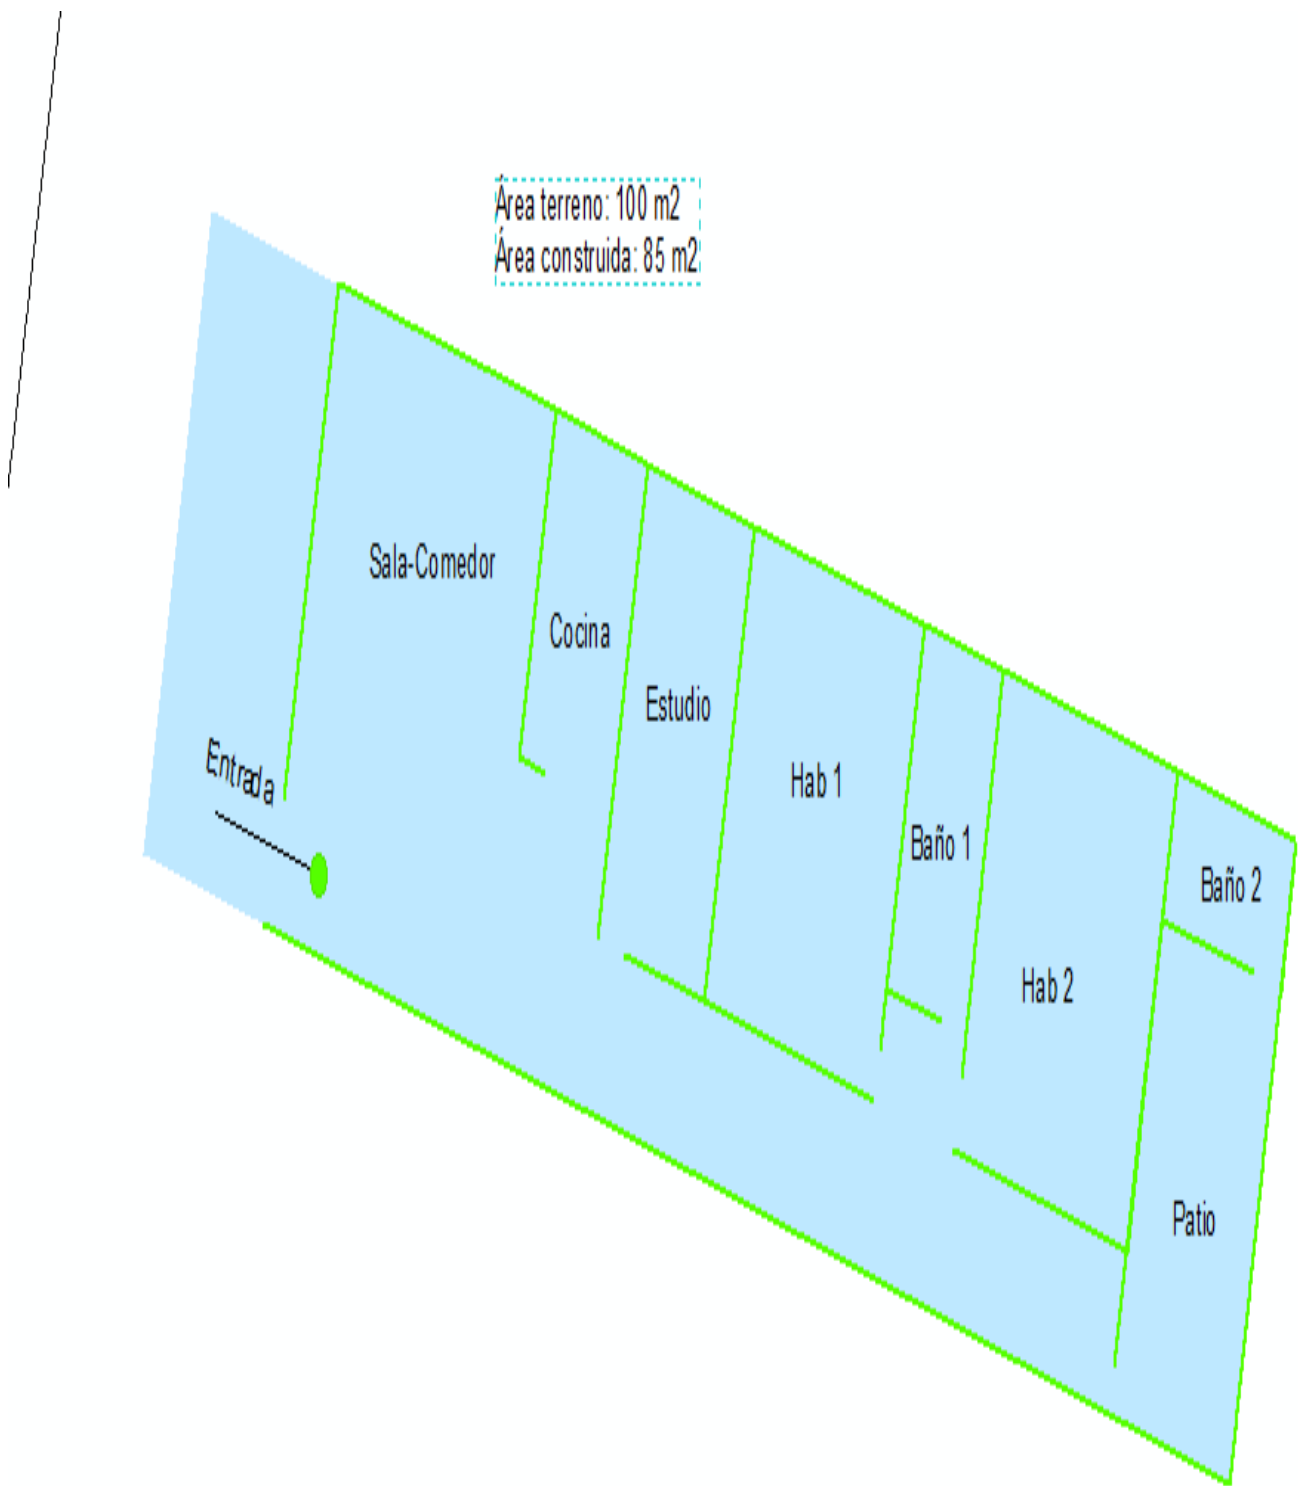 Área terreno: 100 m2
Área construida: 85 m2
Sala-Comedor
Cocina
Estudio
Entrada
Hab 1
Baño 1
Baño 2
Hab 2
Patio